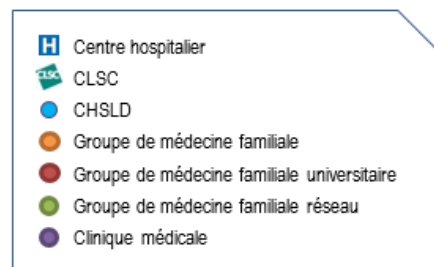 H Centre hospitalier
CLSC CLSC
CHSLD
Groupe de médecine familiale
Groupe de médecine familiale universitaire
Groupe de médecine familiale réseau
Clinique médicale